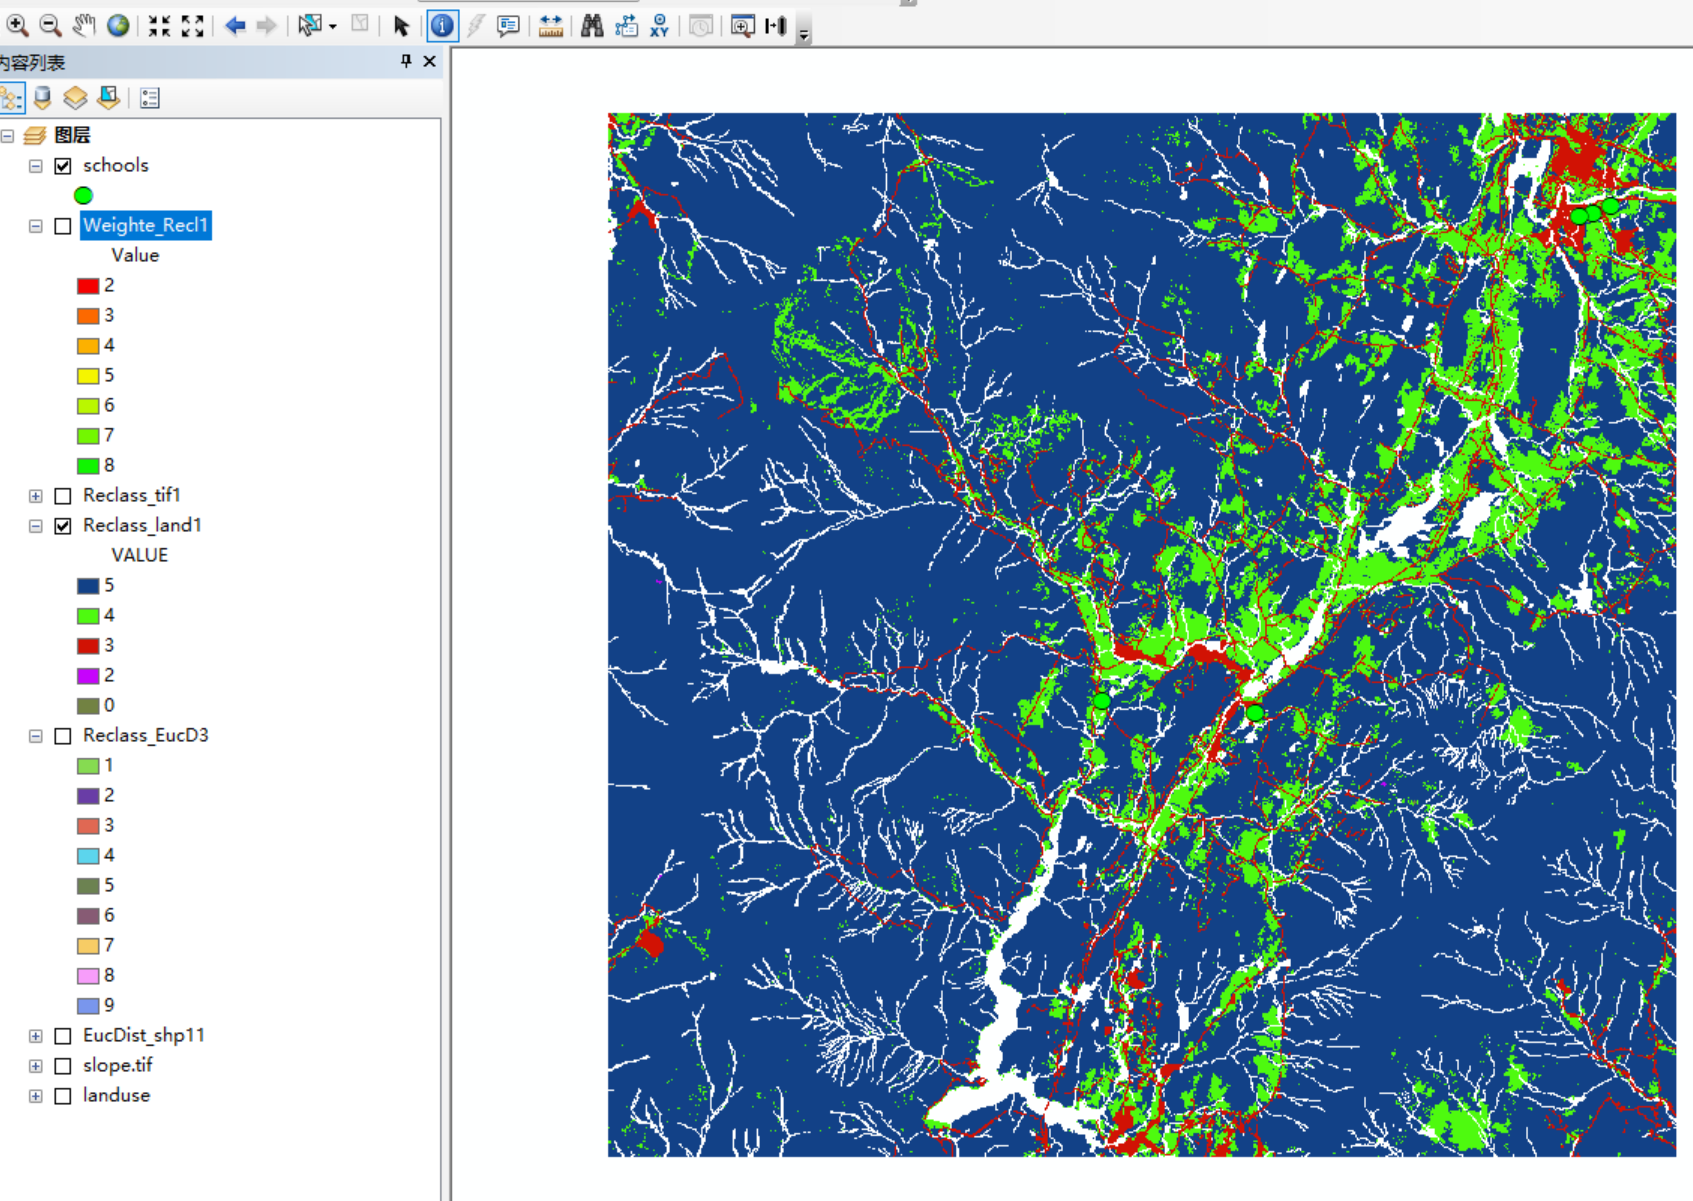 XY
内容列表
图层
schools
Weighte_Recl1
Value
2
3
4
5
6
7
8
Reclass_tif1
Reclass_land1
VALUE
5
4
3
2
0
Reclass_EucD3
1
2
3
4
5
6
7
8
9
EucDist_shp11
slope.tif
landuse